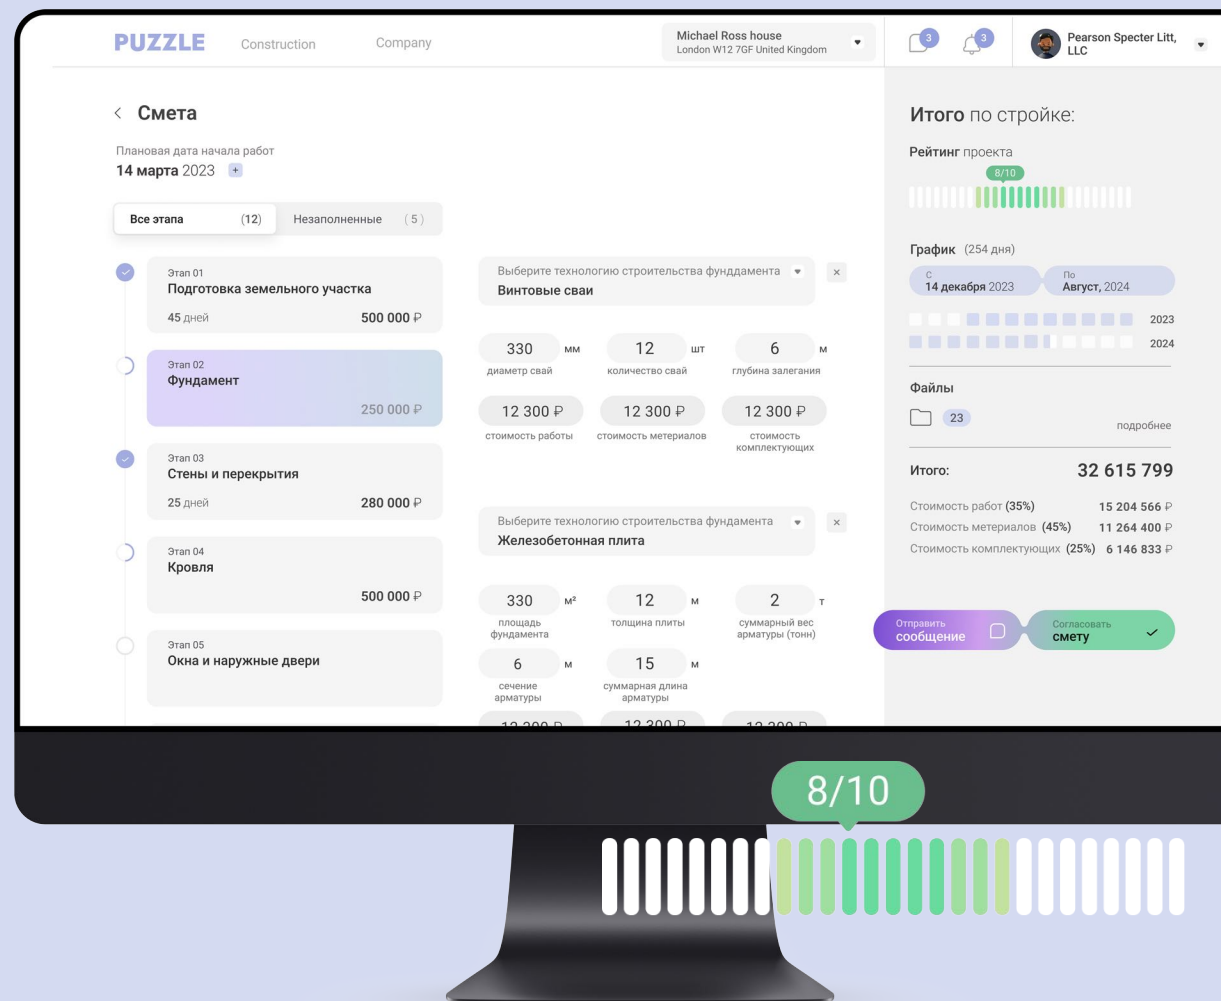 PUZZLE
Construction
Company
Michael Ross house
London W12 7GF United Kingdom
3
3
Pearson Specter Litt,
LLC
Смета
Плановая дата начала работ
14 марта 2023 +
Все этапа (12)
Незаполненные (5)
Этап 01
Подготовка земельного участка
45 дней 500 000 ₽
Этап 02
Фундамент
250 000 ₽
Этап 03
Стены и перекрытия
25 дней 280 000 ₽
Этап 04
Кровля
500 000 ₽
Этап 05
Окна и наружные двери
Выберите технологию строительства фунддамента
Винтовые сваи
330 мм 12 шт 6 м
диаметр свай количество свай глубина залегания
12 300 ₽ 12 300 ₽ 12 300 ₽
стоимость работы стоимость метериалов стоимость
комплектующих
Выберите технологию строительства фундамента
Железобетонная плита
330 м² 12 м 2 т
площадь
фундамента
толщина плиты
суммарный вес
арматуры (тонн)
6 м 15 м
сечение
арматуры
суммарная длина
арматуры
12 300 ₽ 12 300 ₽ 12 300 ₽
Итого по стройке:
Рейтинг проекта
8/10
График (254 дня)
С
14 декабря 2023
По
Август, 2024
2023
2024
Файлы
23
подробнее
Итого: 32 615 799
Стоимость работ (35%) 15 204 566 ₽
Стоимость метериалов (45%) 11 264 400 ₽
Стоимость комплектующих (25%) 6 146 833 ₽
Отправить
сообщение
Согласовать
смету
8/10